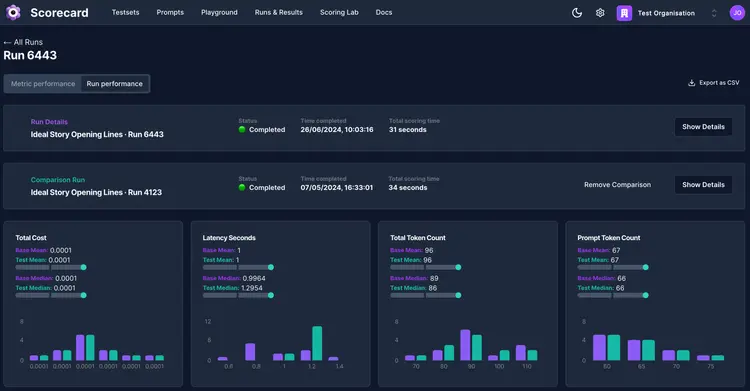 Scorecard
Testsets
Prompts
Playground
Runs & Results
Scoring Lab
Docs
Test Organisation
JO
← All Runs
Run 6443
Metric performance
Run performance
Export as CSV
Run Details
Ideal Story Opening Lines · Run 6443
Status
Completed
Time completed
26/06/2024, 10:03:16
Total scoring time
31 seconds
Show Details
Comparison Run
Ideal Story Opening Lines · Run 4123
Status
Completed
Time completed
07/05/2024, 16:33:01
Total scoring time
34 seconds
Remove Comparison
Show Details
Total Cost
Base Mean: 0.0001
Test Mean: 0.0001
Base Median: 0.0001
Test Median: 0.0001
8
4
0
0.0001 0.0001 0.0001 0.0001 0.0001 0.0001
Latency Seconds
Base Mean: 1
Test Mean: 1
Base Median: 0.9964
Test Median: 1.2954
12
8
4
0
0.6 0.8 1 1.2 1.4
Total Token Count
Base Mean: 96
Test Mean: 96
Base Median: 89
Test Median: 86
8
4
0
70 80 90 100 110
Prompt Token Count
Base Mean: 67
Test Mean: 67
Base Median: 66
Test Median: 66
8
4
0
60 65 70 75